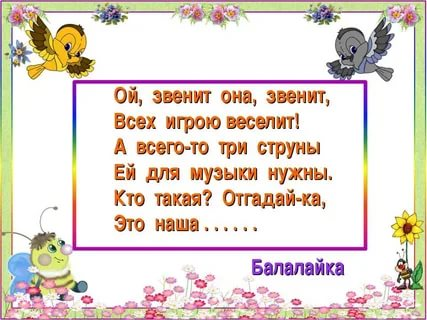 Ой, звенит она, звенит,
Всех игрою веселит!
А всего-то три струны
Ей для музыки нужны.
Кто такая? Отгадай-ка,
Это наша . . . . . .
Балалайка